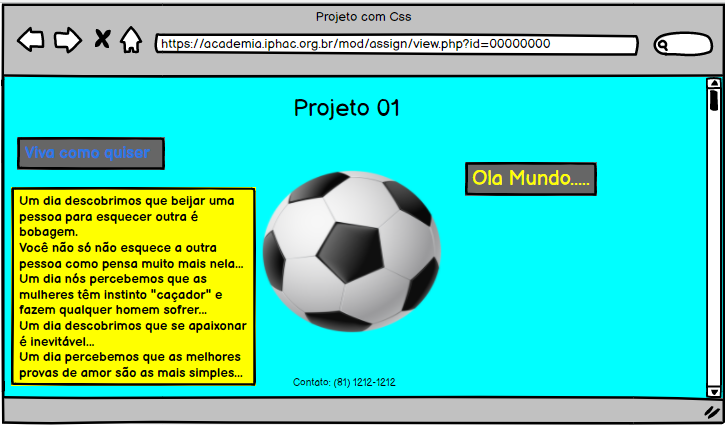 Projeto com Css
https://academia.iphac.org.br/mod/assign/view.php?id=00000000
Projeto 01
Viva como quiser
Ola Mundo.....
Um dia descobrimos que beijar uma
pessoa para esquecer outra é
bobagem.
Você não só não esquece a outra
pessoa como pensa muito mais nela...
Um dia nós percebemos que as
mulheres têm instinto "caçador" e
fazem qualquer homem sofrer...
Um dia descobrimos que se apaixonar
é inevitável...
Um dia percebemos que as melhores
provas de amor são as mais simples...
Contato: (81) 1212-1212